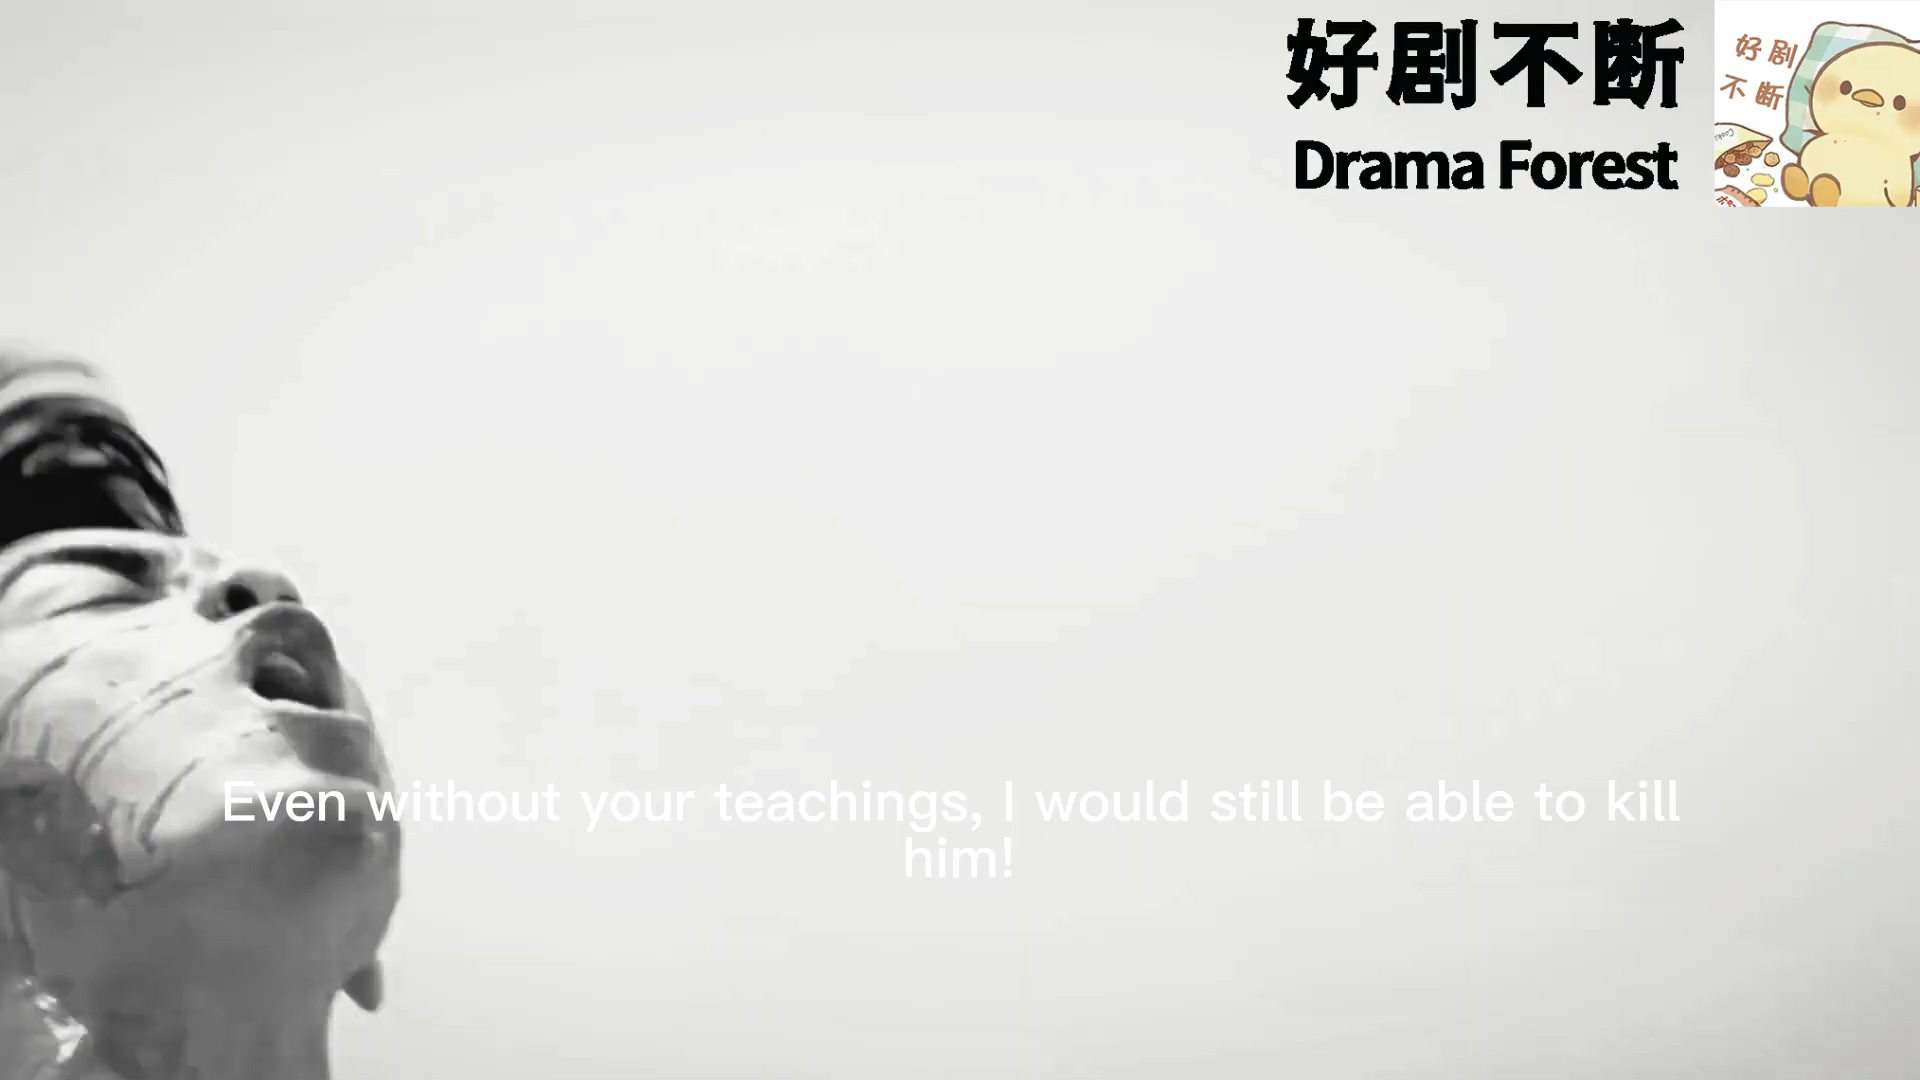 好剧不断
Drama Forest
好剧
不断
Cookie
Even without your teachings, I would still be able to kill
him!